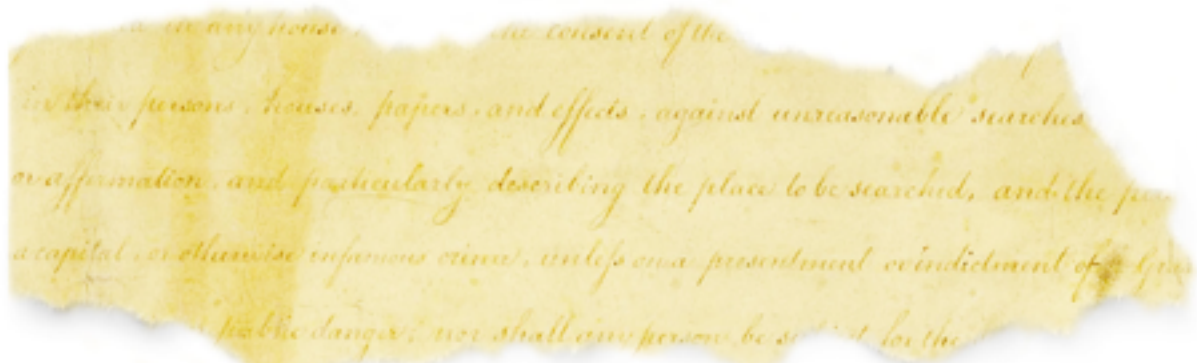 in any house the consent of the
in their persons, houses, papers, and effects, against unreasonable searches
or affirmation, and particularly describing the place to be searched, and the
a capital, or otherwise infamous crime, unless on a presentment or indictment of a
public danger; nor shall any person be for the